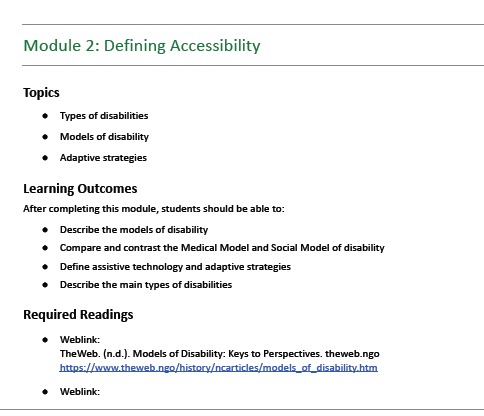 Module 2: Defining Accessibility
Topics
● Types of disabilities
● Models of disability
● Adaptive strategies
Learning Outcomes
After completing this module, students should be able to:
● Describe the models of disability
● Compare and contrast the Medical Model and Social Model of disability
● Define assistive technology and adaptive strategies
● Describe the main types of disabilities
Required Readings
● Weblink:
TheWeb. (n.d.). Models of Disability: Keys to Perspectives. theweb.ngo
https://www.theweb.ngo/history/ncarticles/models_of_disability.htm
● Weblink: